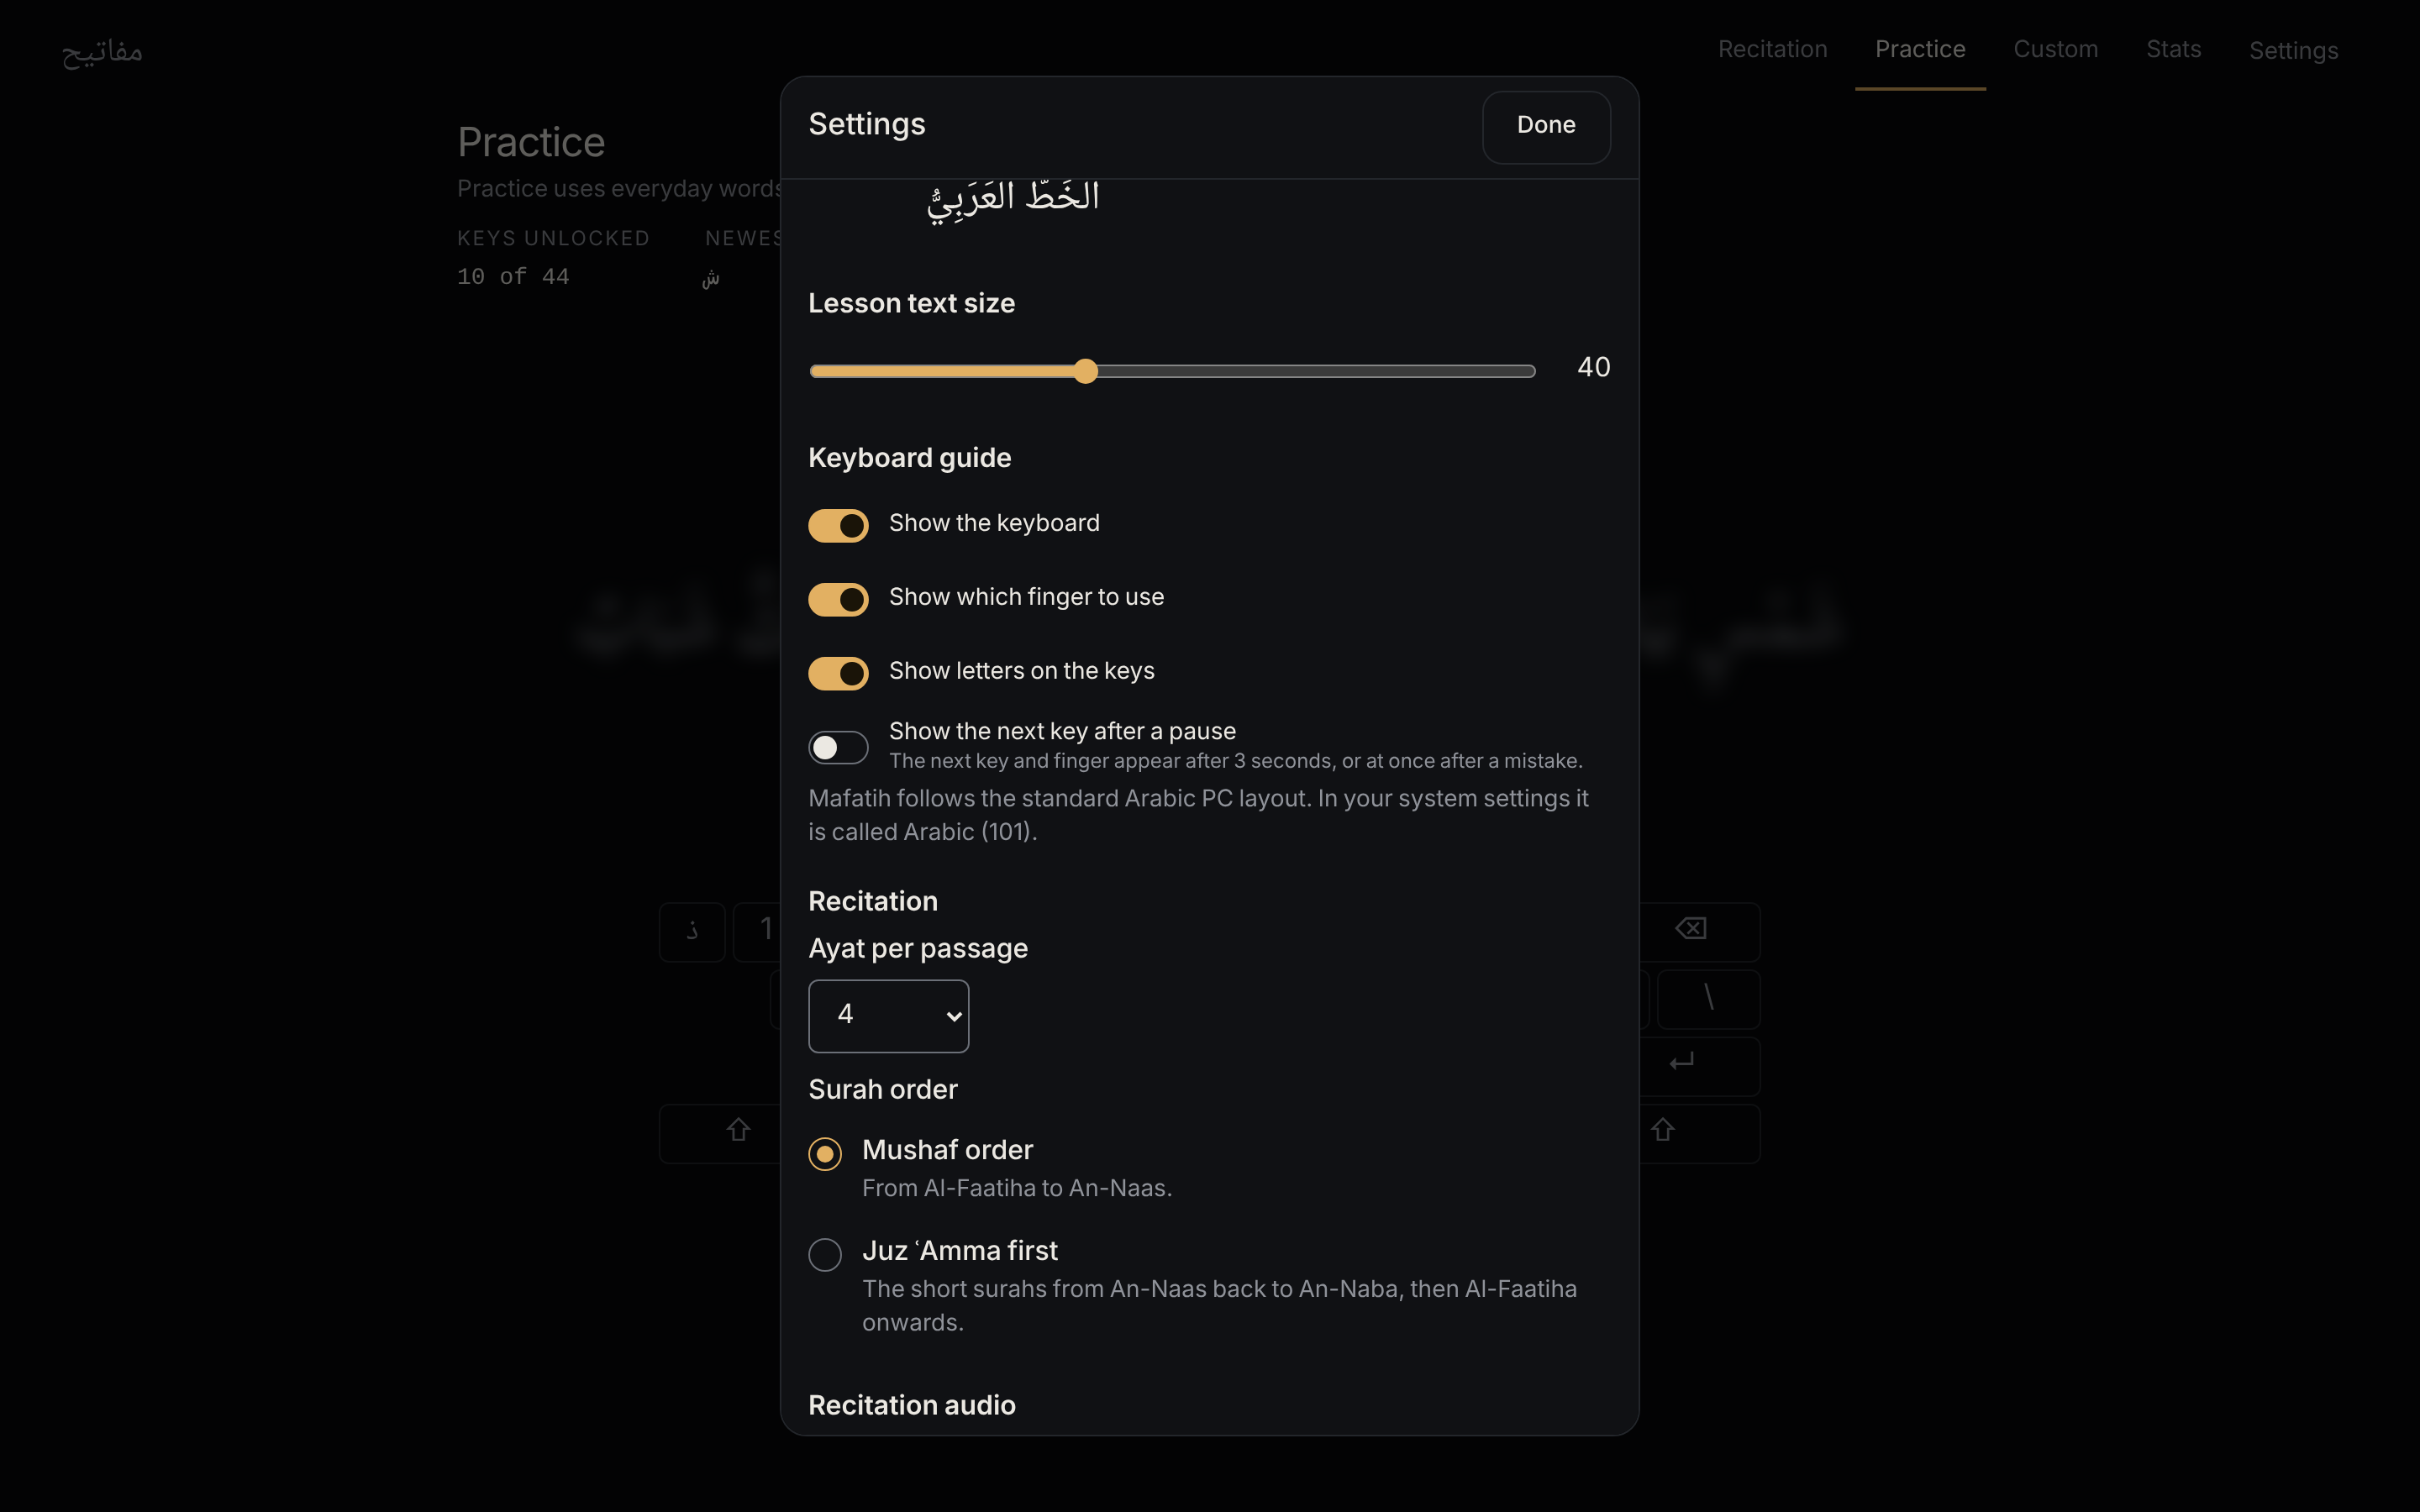 مفاتيح
Recitation
Practice
Custom
Stats
Settings
Practice
Practice uses everyday words
KEYS UNLOCKED
NEWES
10 of 44
ش
Settings
Done
الخَطُّ العَرَبِيُّ
Lesson text size
40
Keyboard guide
Show the keyboard
Show which finger to use
Show letters on the keys
Show the next key after a pause
The next key and finger appear after 3 seconds, or at once after a mistake.
Mafatih follows the standard Arabic PC layout. In your system settings it
is called Arabic (101).
Recitation
Ayat per passage
4
Surah order
Mushaf order
From Al-Faatiha to An-Naas.
Juz ʿAmma first
The short surahs from An-Naas back to An-Naba, then Al-Faatiha
onwards.
Recitation audio
ذ
1
\